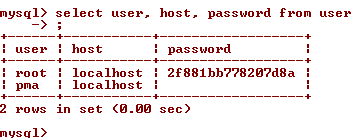 mysql> select user, host, password from user
    -> ;
+------+-----------+------------------+
| user | host      | password         |
+------+-----------+------------------+
| root | localhost | 2f881bb778207d8a |
| pma  | localhost |                  |
+------+-----------+------------------+
2 rows in set (0.00 sec)
mysql>